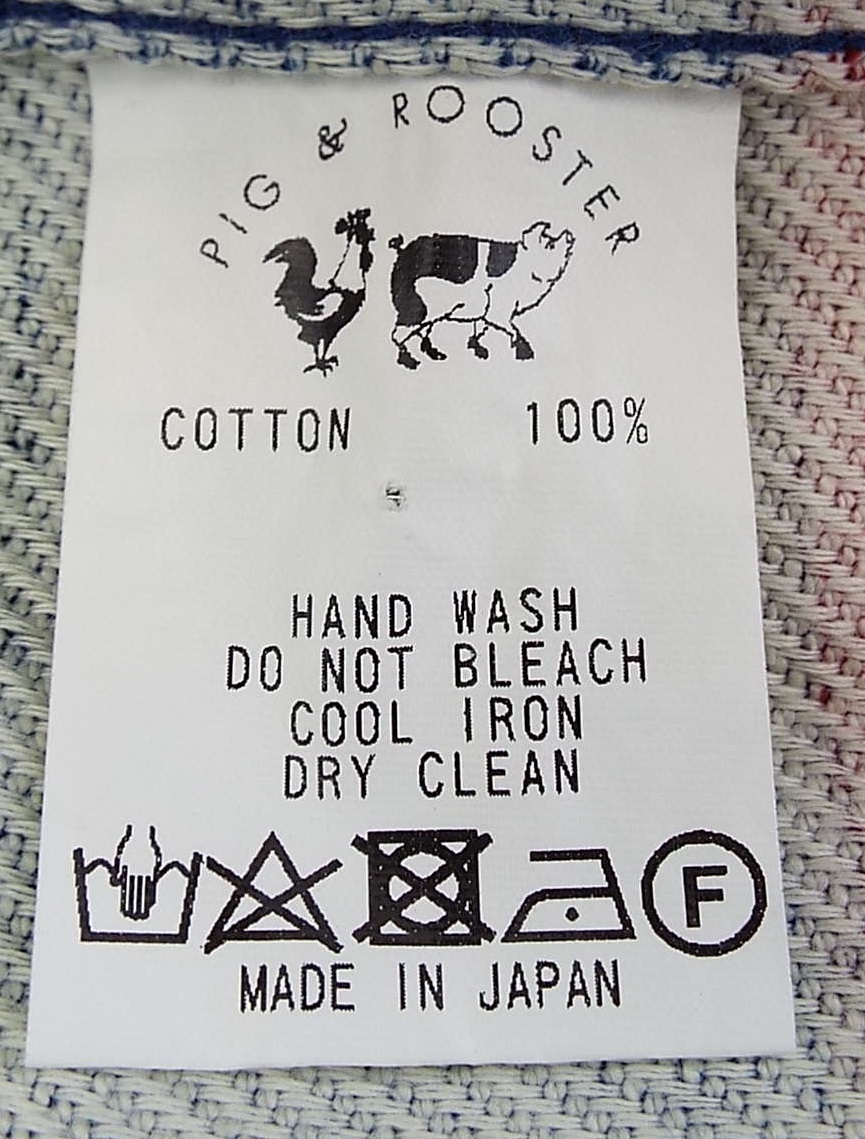 PIG & ROOSTER
COTTON 100%
HAND WASH
DO NOT BLEACH
COOL IRON
DRY CLEAN
F
MADE IN JAPAN